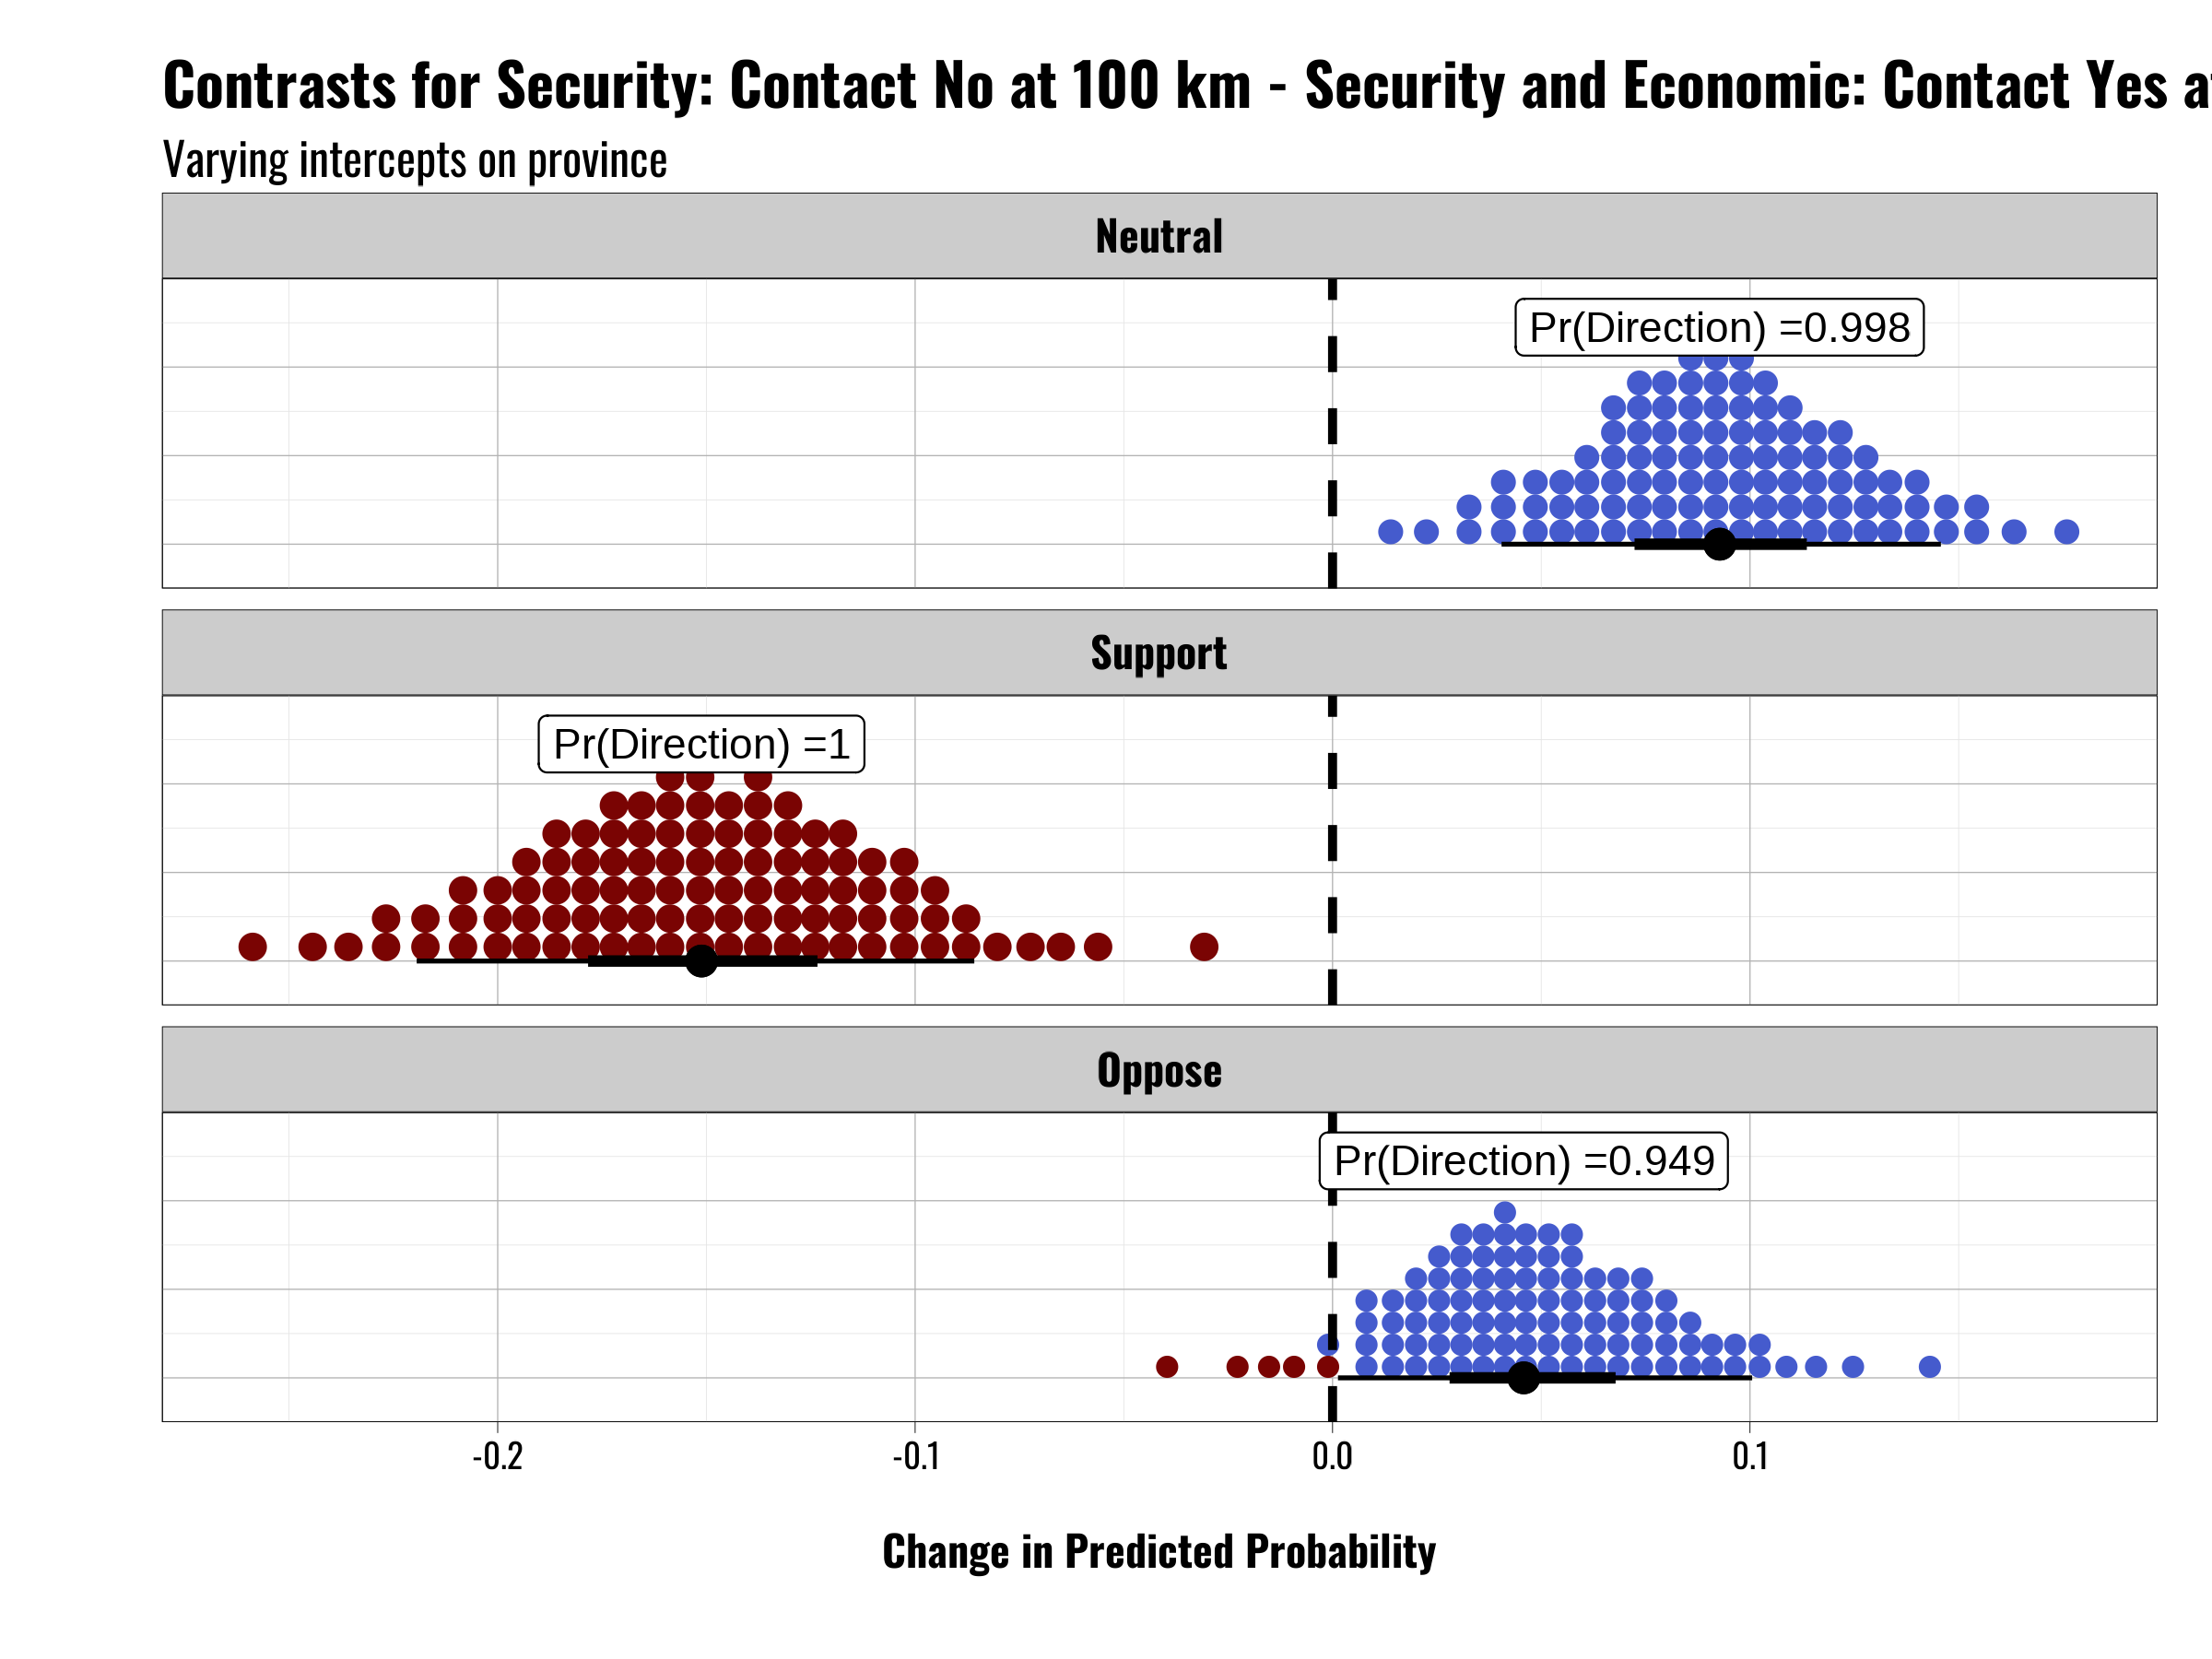 Contrasts for Security: Contact No at 100 km - Security and Economic: Contact Yes
Varying intercepts on province
Neutral
Pr(Direction) =0.998
Support
Pr(Direction) =1
Oppose
Pr(Direction) =0.949
-0.2 -0.1 0.0 0.1
Change in Predicted Probability